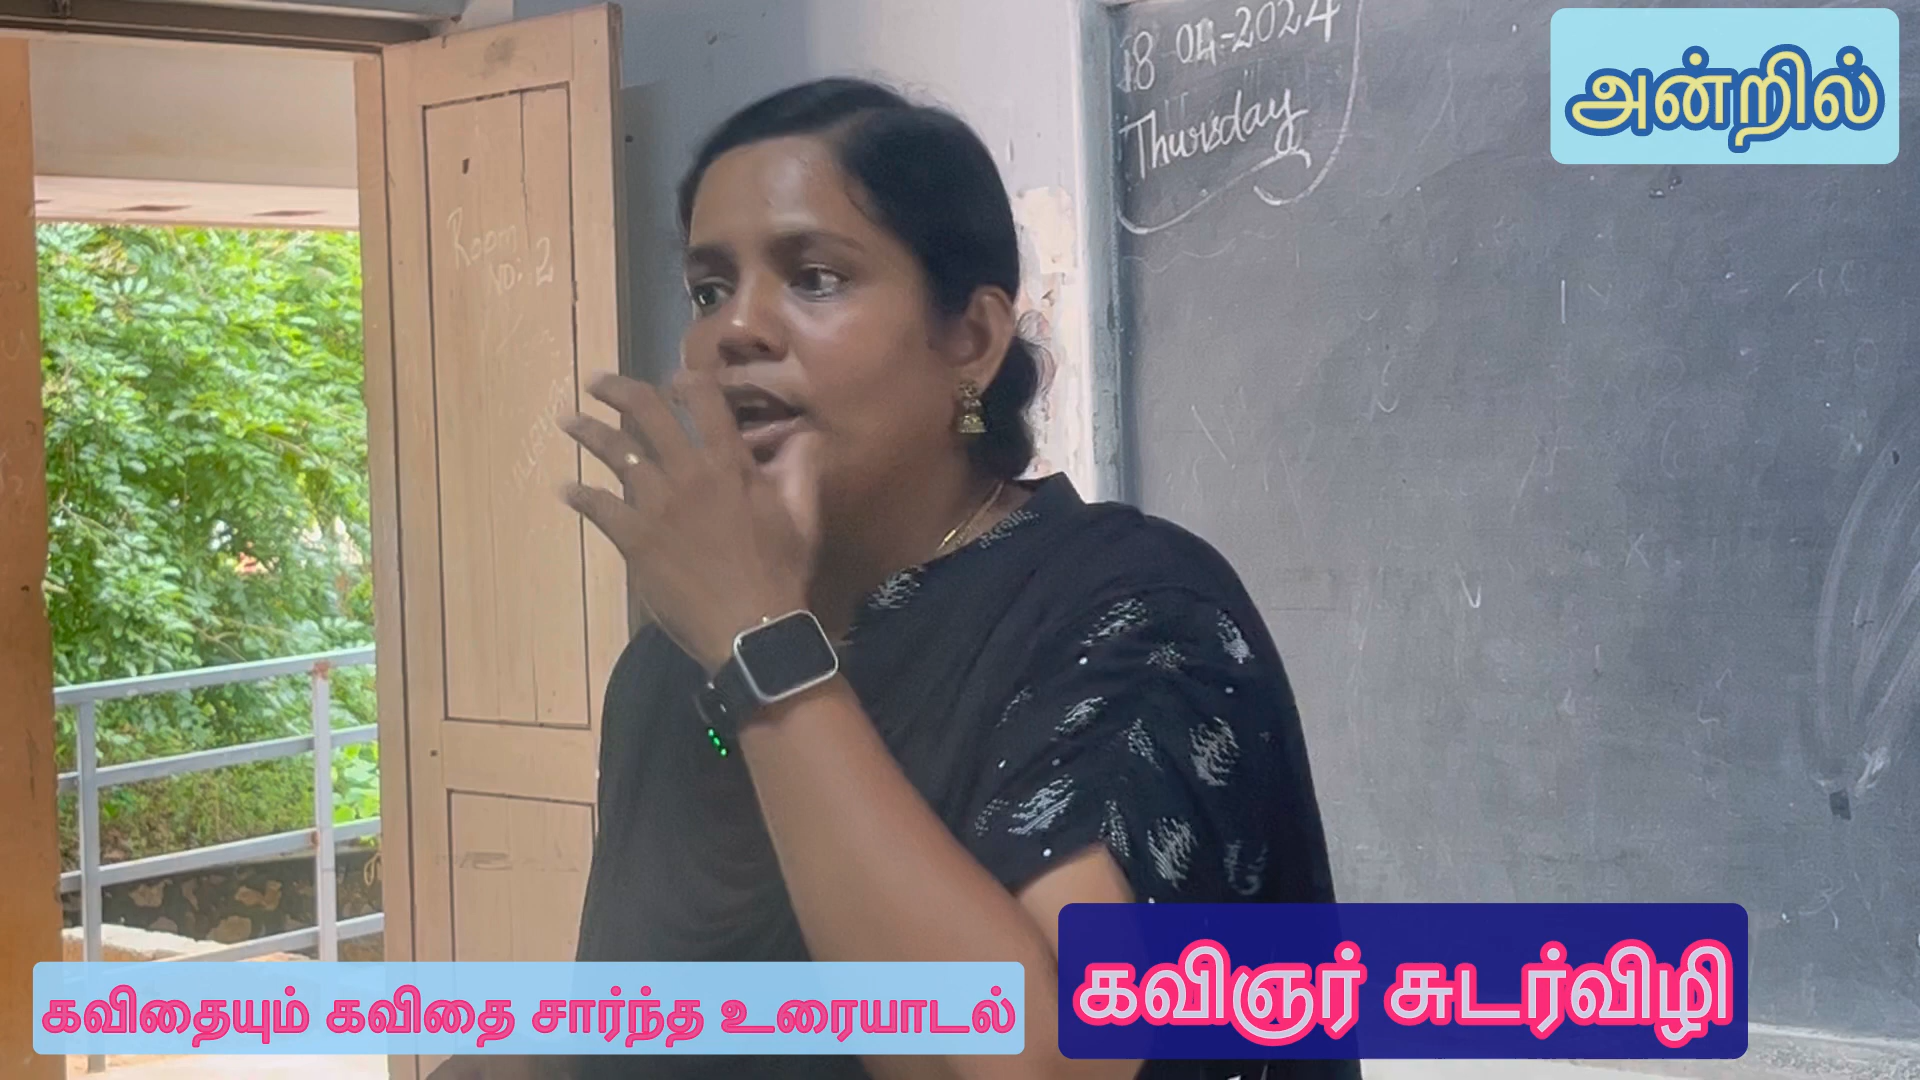 18-04-2024
Thursday
அன்றில்
Room
No: 2
கவிதையும் கவிதை சார்ந்த உரையாடல்
கவிஞர் சுடர்விழி